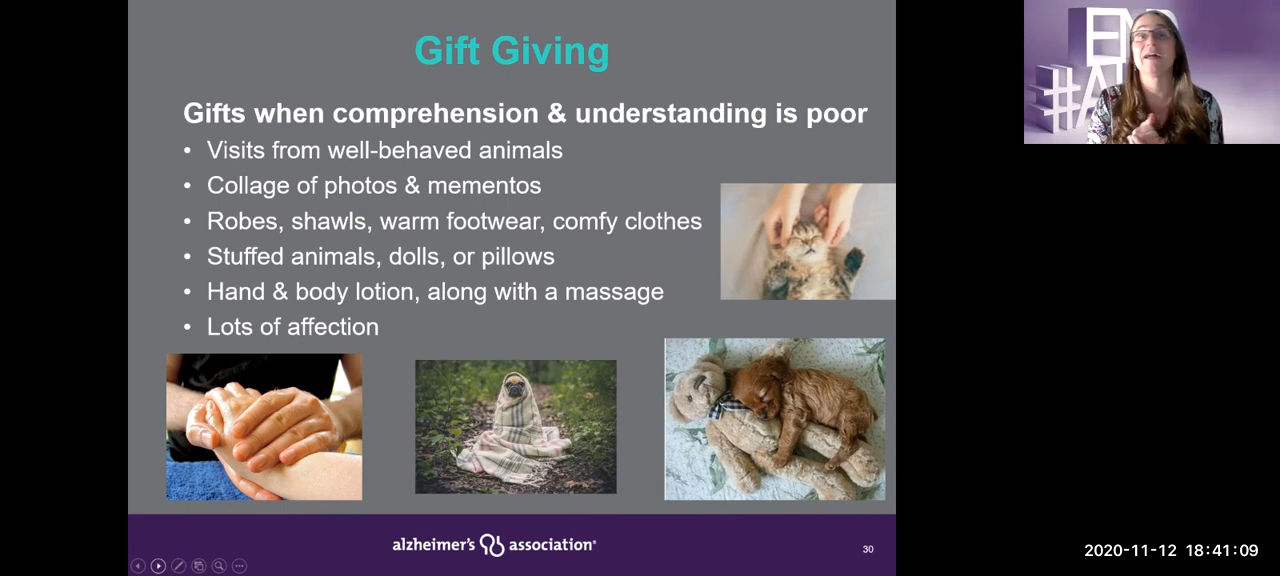 Gift Giving
Gifts when comprehension & understanding is poor
• Visits from well-behaved animals
• Collage of photos & mementos
• Robes, shawls, warm footwear, comfy clothes
• Stuffed animals, dolls, or pillows
• Hand & body lotion, along with a massage
• Lots of affection
alzheimer's association®
30
2020-11-12 18:41:09